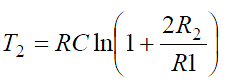 T₂ = RC ln(1 + 2R₂/R1)